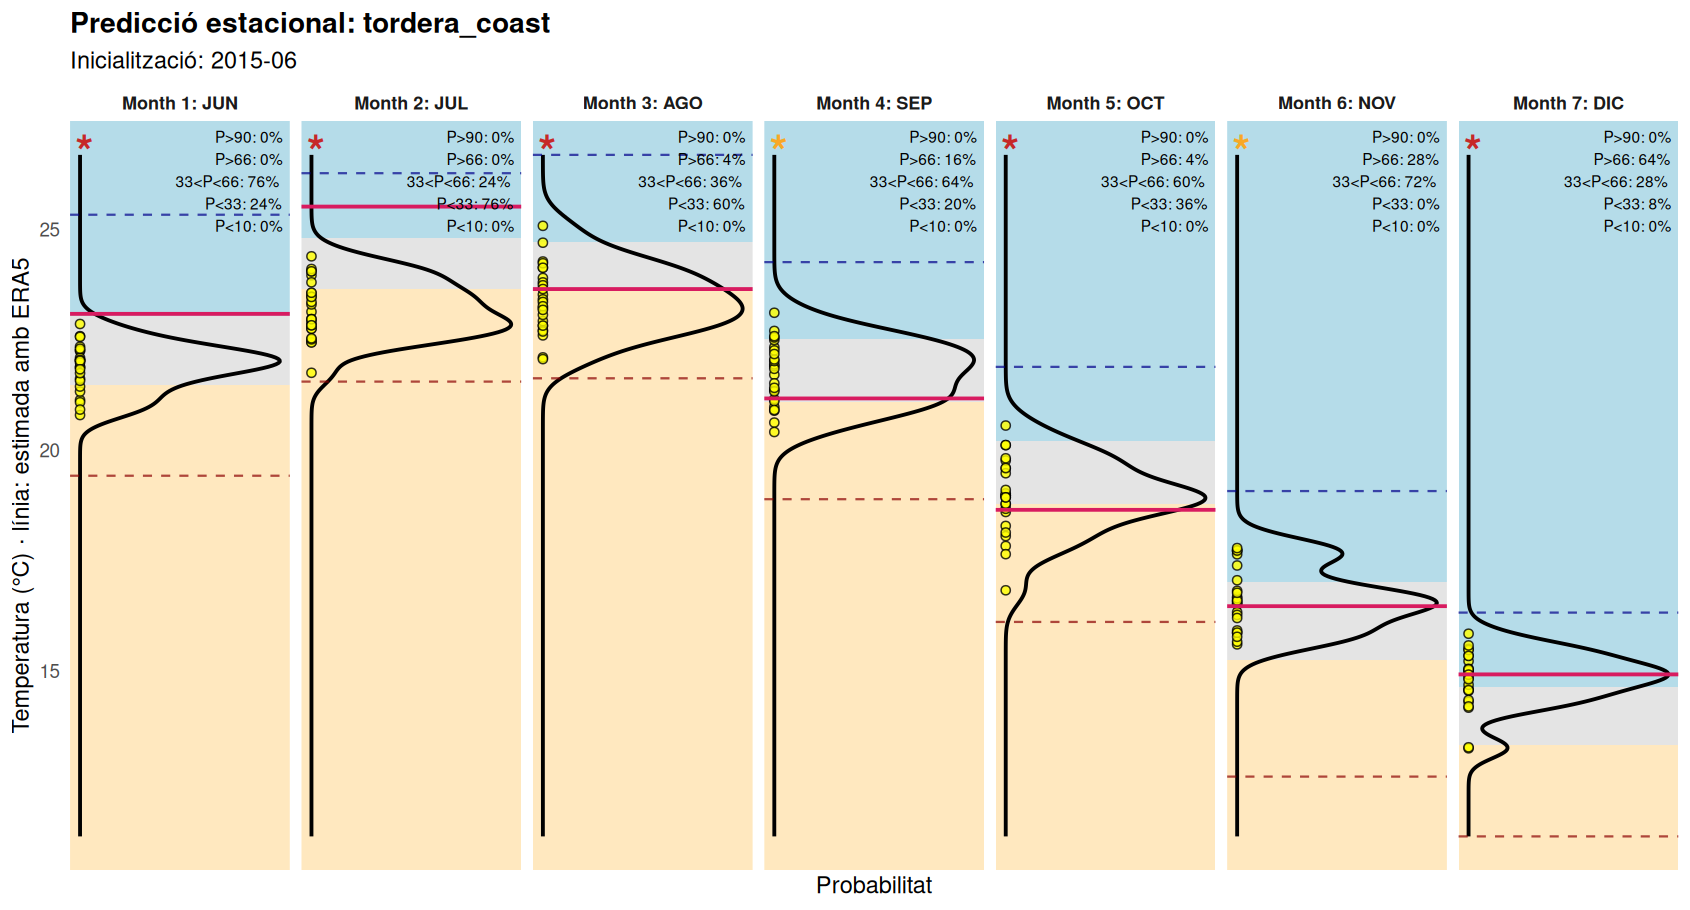 Predicció estacional: tordera_coast
Inicialització: 2015-06
Month 1: JUN
Month 2: JUL
Month 3: AGO
Month 4: SEP
Month 5: OCT
Month 6: NOV
Month 7: DIC
*
P>90: 0%
P>66: 0%
33<P<66: 76%
P<33: 24%
P<10: 0%
*
P>90: 0%
P>66: 0%
33<P<66: 24%
P<33: 76%
P<10: 0%
*
P>90: 0%
P>66: 4%
33<P<66: 36%
P<33: 60%
P<10: 0%
*
P>90: 0%
P>66: 16%
33<P<66: 64%
P<33: 20%
P<10: 0%
*
P>90: 0%
P>66: 4%
33<P<66: 60%
P<33: 36%
P<10: 0%
*
P>90: 0%
P>66: 28%
33<P<66: 72%
P<33: 0%
P<10: 0%
*
P>90: 0%
P>66: 64%
33<P<66: 28%
P<33: 8%
P<10: 0%
25
20
15
Temperatura (°C) · línia: estimada amb ERA5
Probabilitat